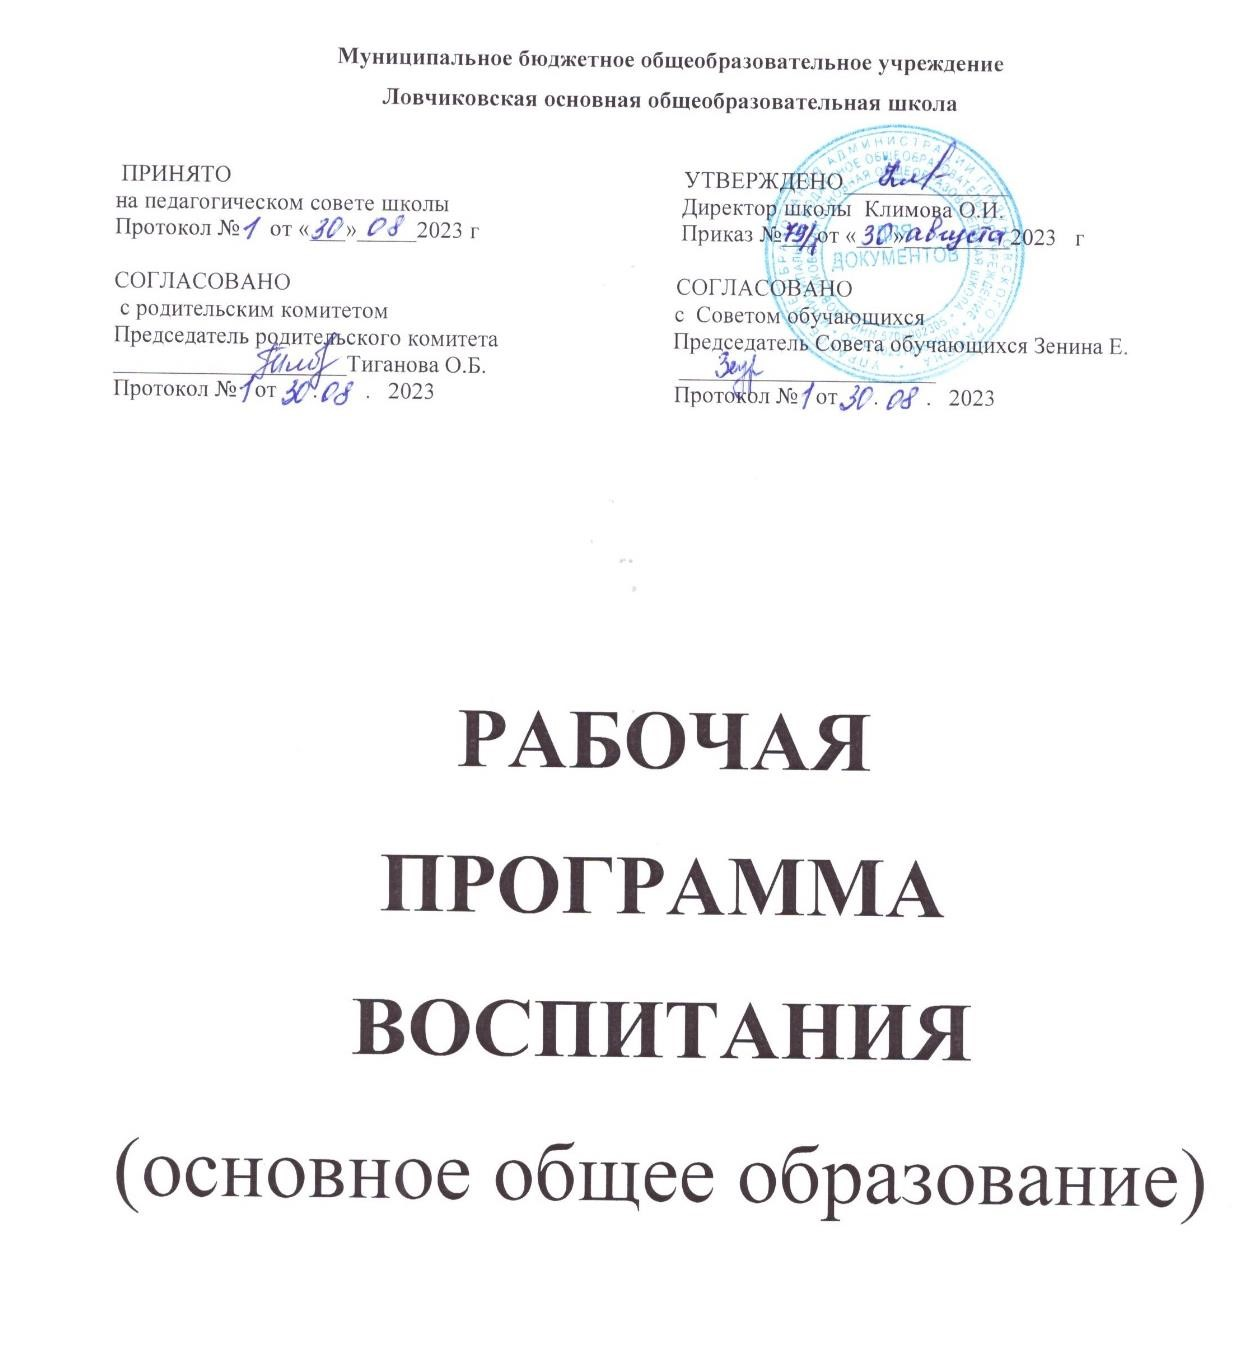 Муниципальное бюджетное общеобразовательное учреждение
Ловчиковская основная общеобразовательная школа
ПРИНЯТО
на педагогическом совете школы
Протокол №1 от «30» 08 2023 г
СОГЛАСОВАНО
с родительским комитетом
Председатель родительского комитета
Тиганова О.Б.
Протокол №1 от 30.08. 2023
УТВЕРЖДЕНО
Директор школы Климова О.И.
Приказ №79/1 от «30» августа 2023 г
ДЛЯ
ДОКУМЕНТОВ
СОГЛАСОВАНО
с Советом обучающихся
Председатель Совета обучающихся Зенина Е.
Протокол №1 от 30. 08 . 2023
РАБОЧАЯ
ПРОГРАММА
ВОСПИТАНИЯ
(основное общее образование)